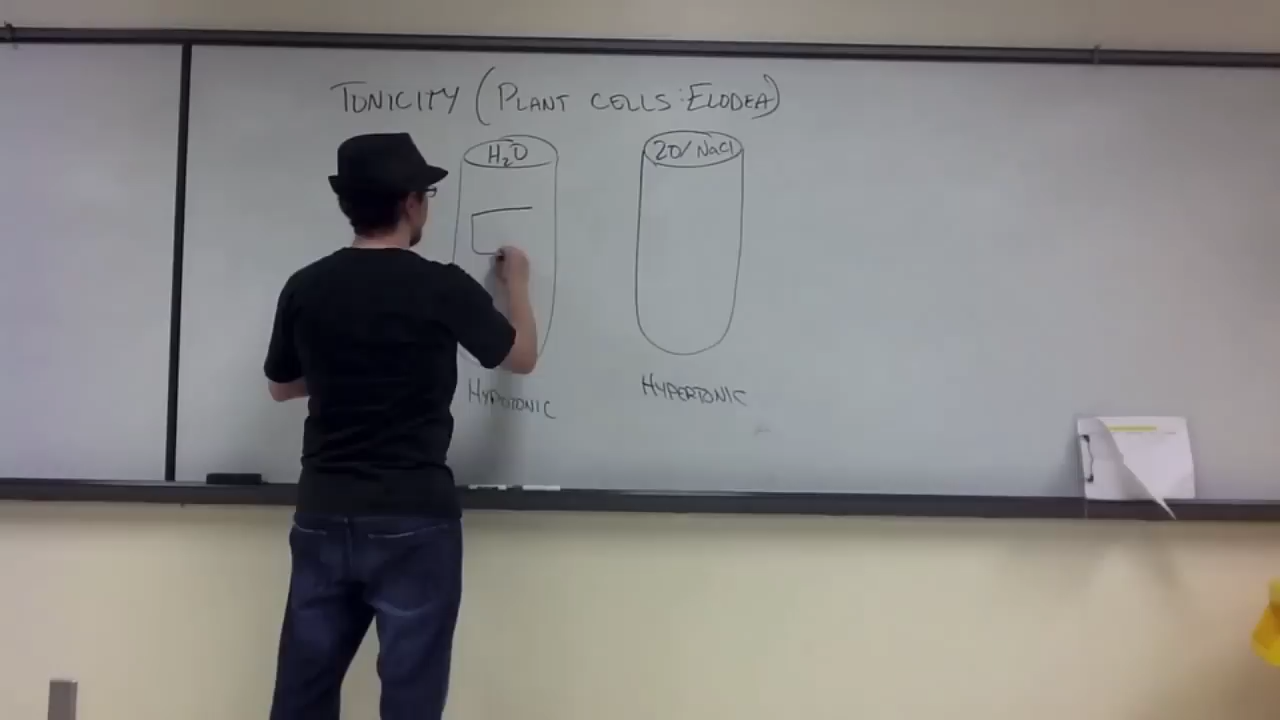 TONICITY (PLANT CELLS: ELODEA)
H₂O
20/ NaCl
HYPOTONIC
HYPERTONIC